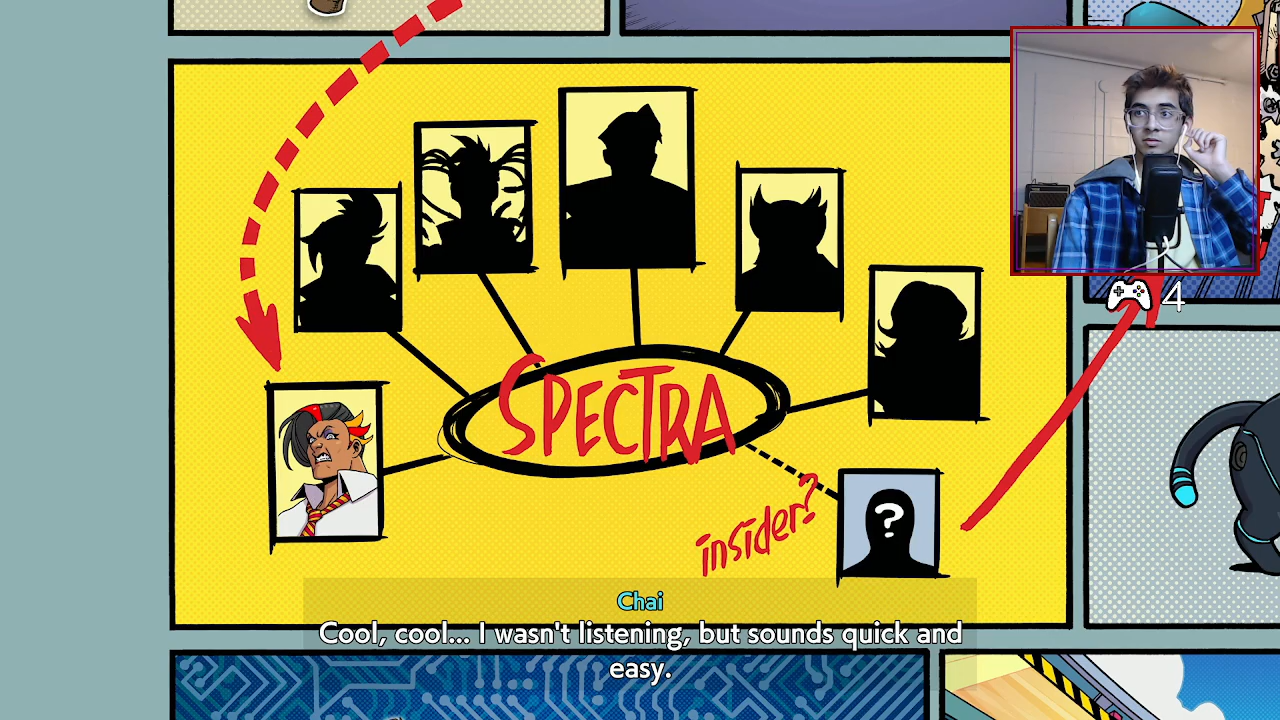 4
SPECTRA
insider?
?
Chai
Cool, cool... I wasn't listening, but sounds quick and
easy.